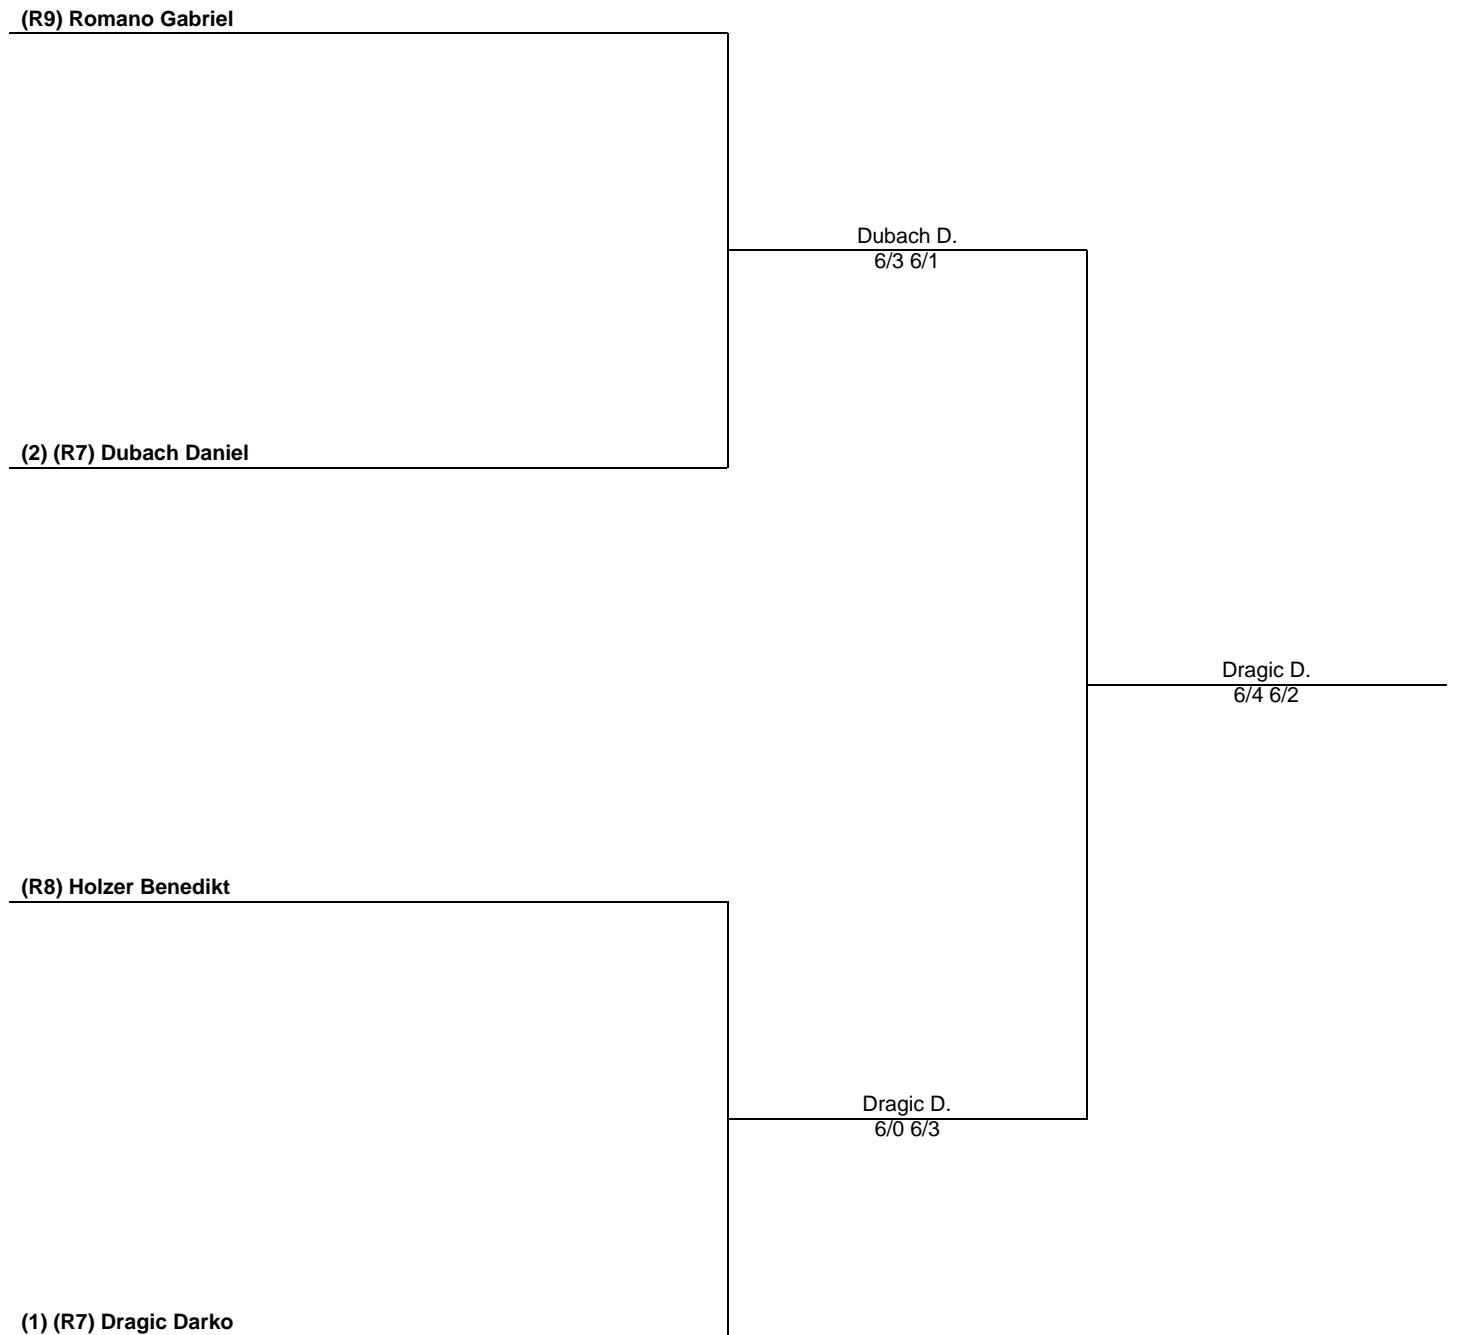 (R9) Romano Gabriel
Dubach D.
6/3 6/1
(2) (R7) Dubach Daniel
Dragic D.
6/4 6/2
(R8) Holzer Benedikt
Dragic D.
6/0 6/3
(1) (R7) Dragic Darko